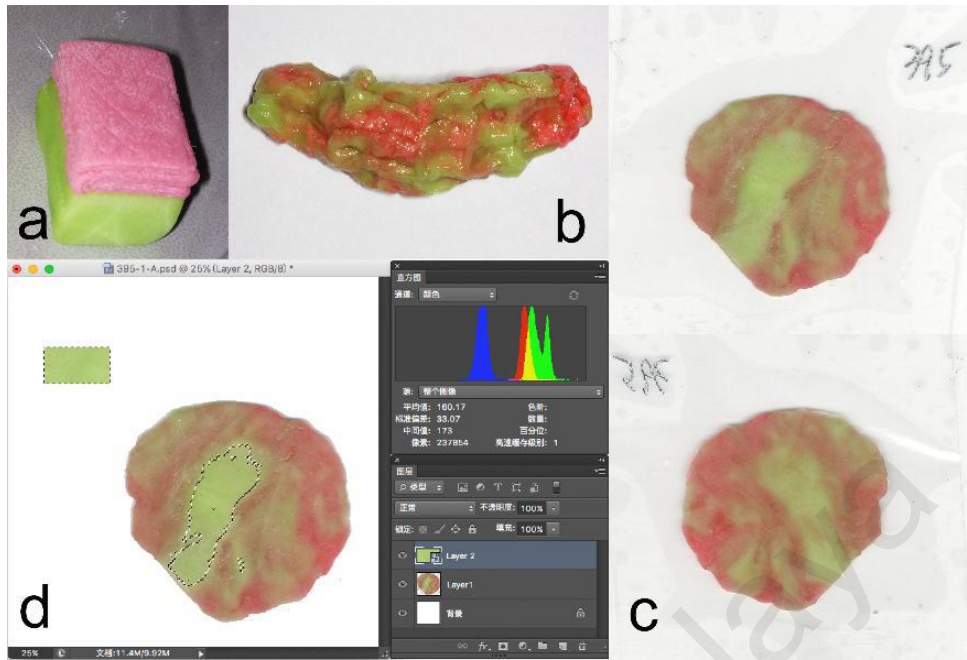 a
b
395
395-1-A.psd @ 25% (Layer 2, RGB/8) *
直方图
通道: 颜色
源: 整个图像
平均值: 160.17
标准偏差: 33.07
中间值: 173
像素: 237854
色阶:
数量:
百分位:
高速缓存级别: 1
图层
类型
正常
不透明度: 100%
锁定:
填充: 100%
Layer 2
Layer1
背景
fx
25%
文档:11.4M/9.92M
d
395
c
laya